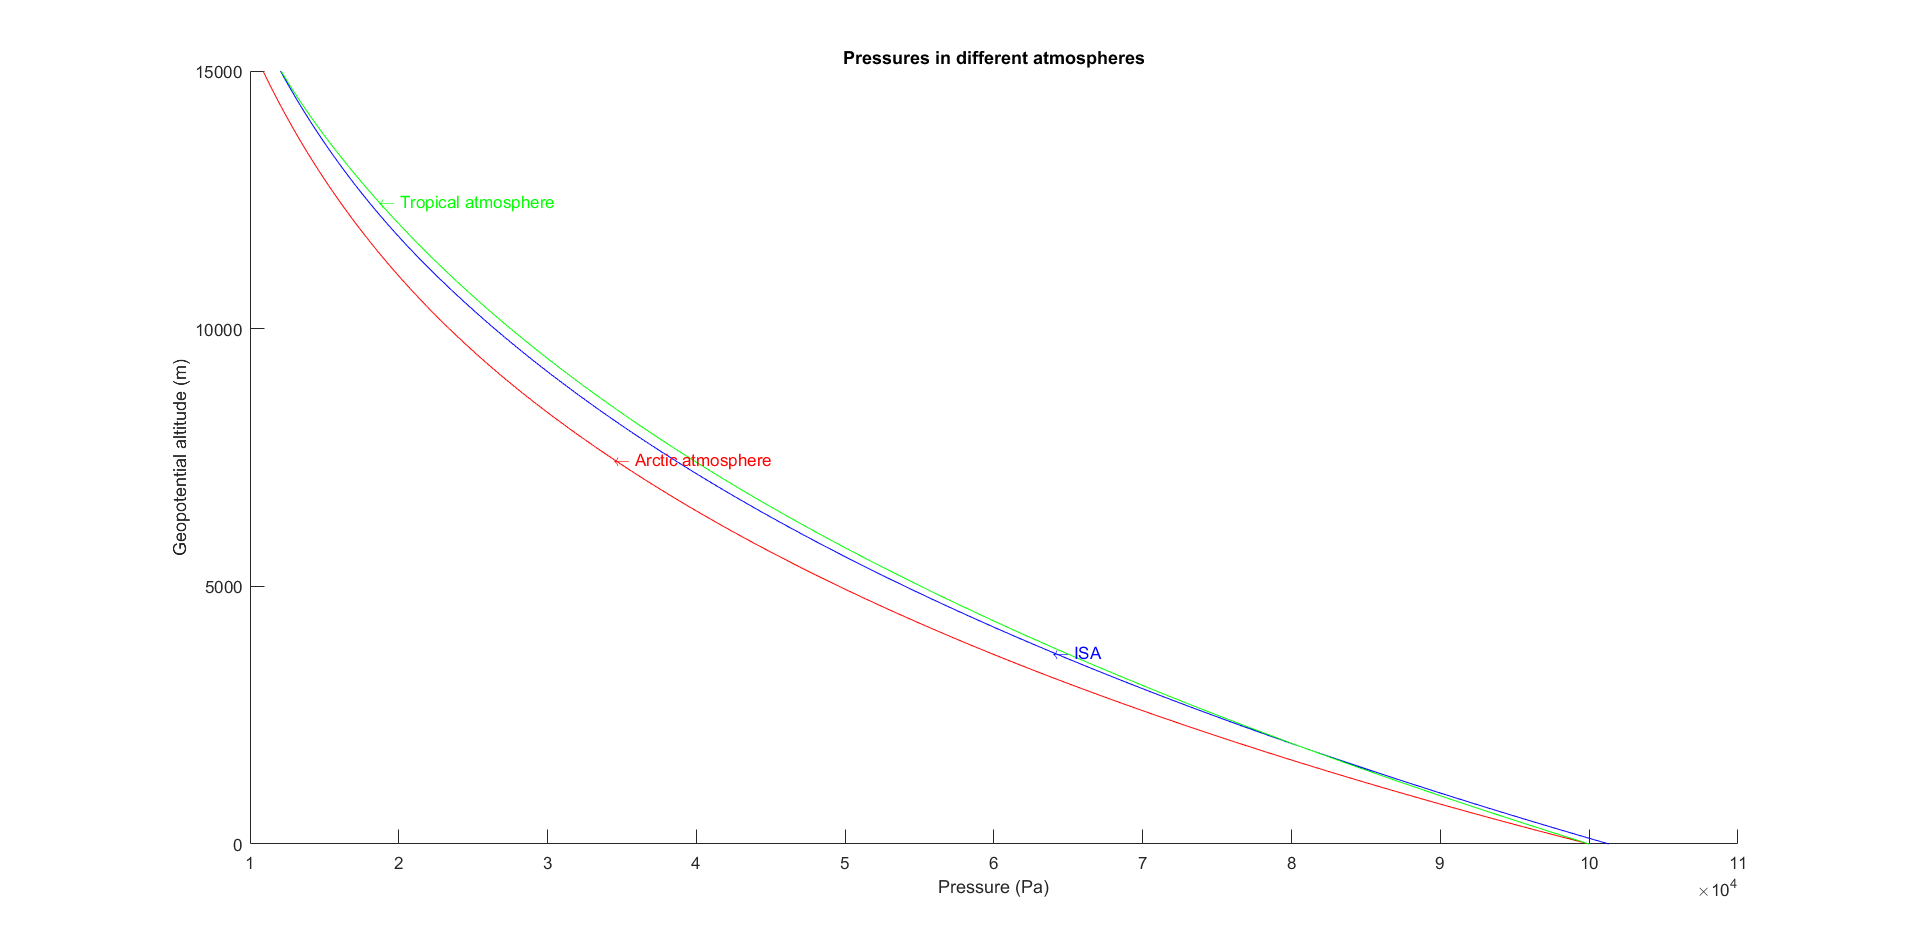 Pressures in different atmospheres
15000
← Tropical atmosphere
10000
Geopotential altitude (m)
← Arctic atmosphere
5000
← ISA
0
1 2 3 4 5 6 7 8 9 10 11
Pressure (Pa)
×10⁴